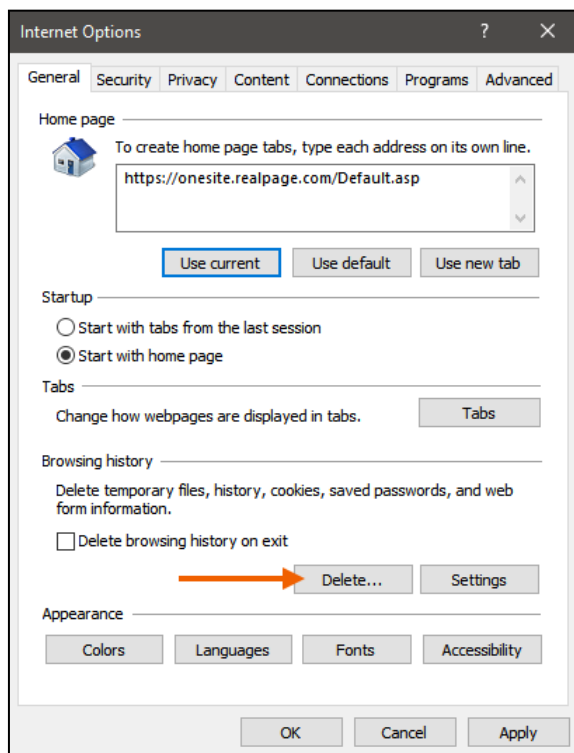 Internet Options ? ×
General Security Privacy Content Connections Programs Advanced
Home page
To create home page tabs, type each address on its own line.
https://onesite.realpage.com/Default.asp
Use current Use default Use new tab
Startup
Start with tabs from the last session
Start with home page
Tabs
Change how webpages are displayed in tabs. Tabs
Browsing history
Delete temporary files, history, cookies, saved passwords, and web
form information.
Delete browsing history on exit
Delete... Settings
Appearance
Colors Languages Fonts Accessibility
OK Cancel Apply